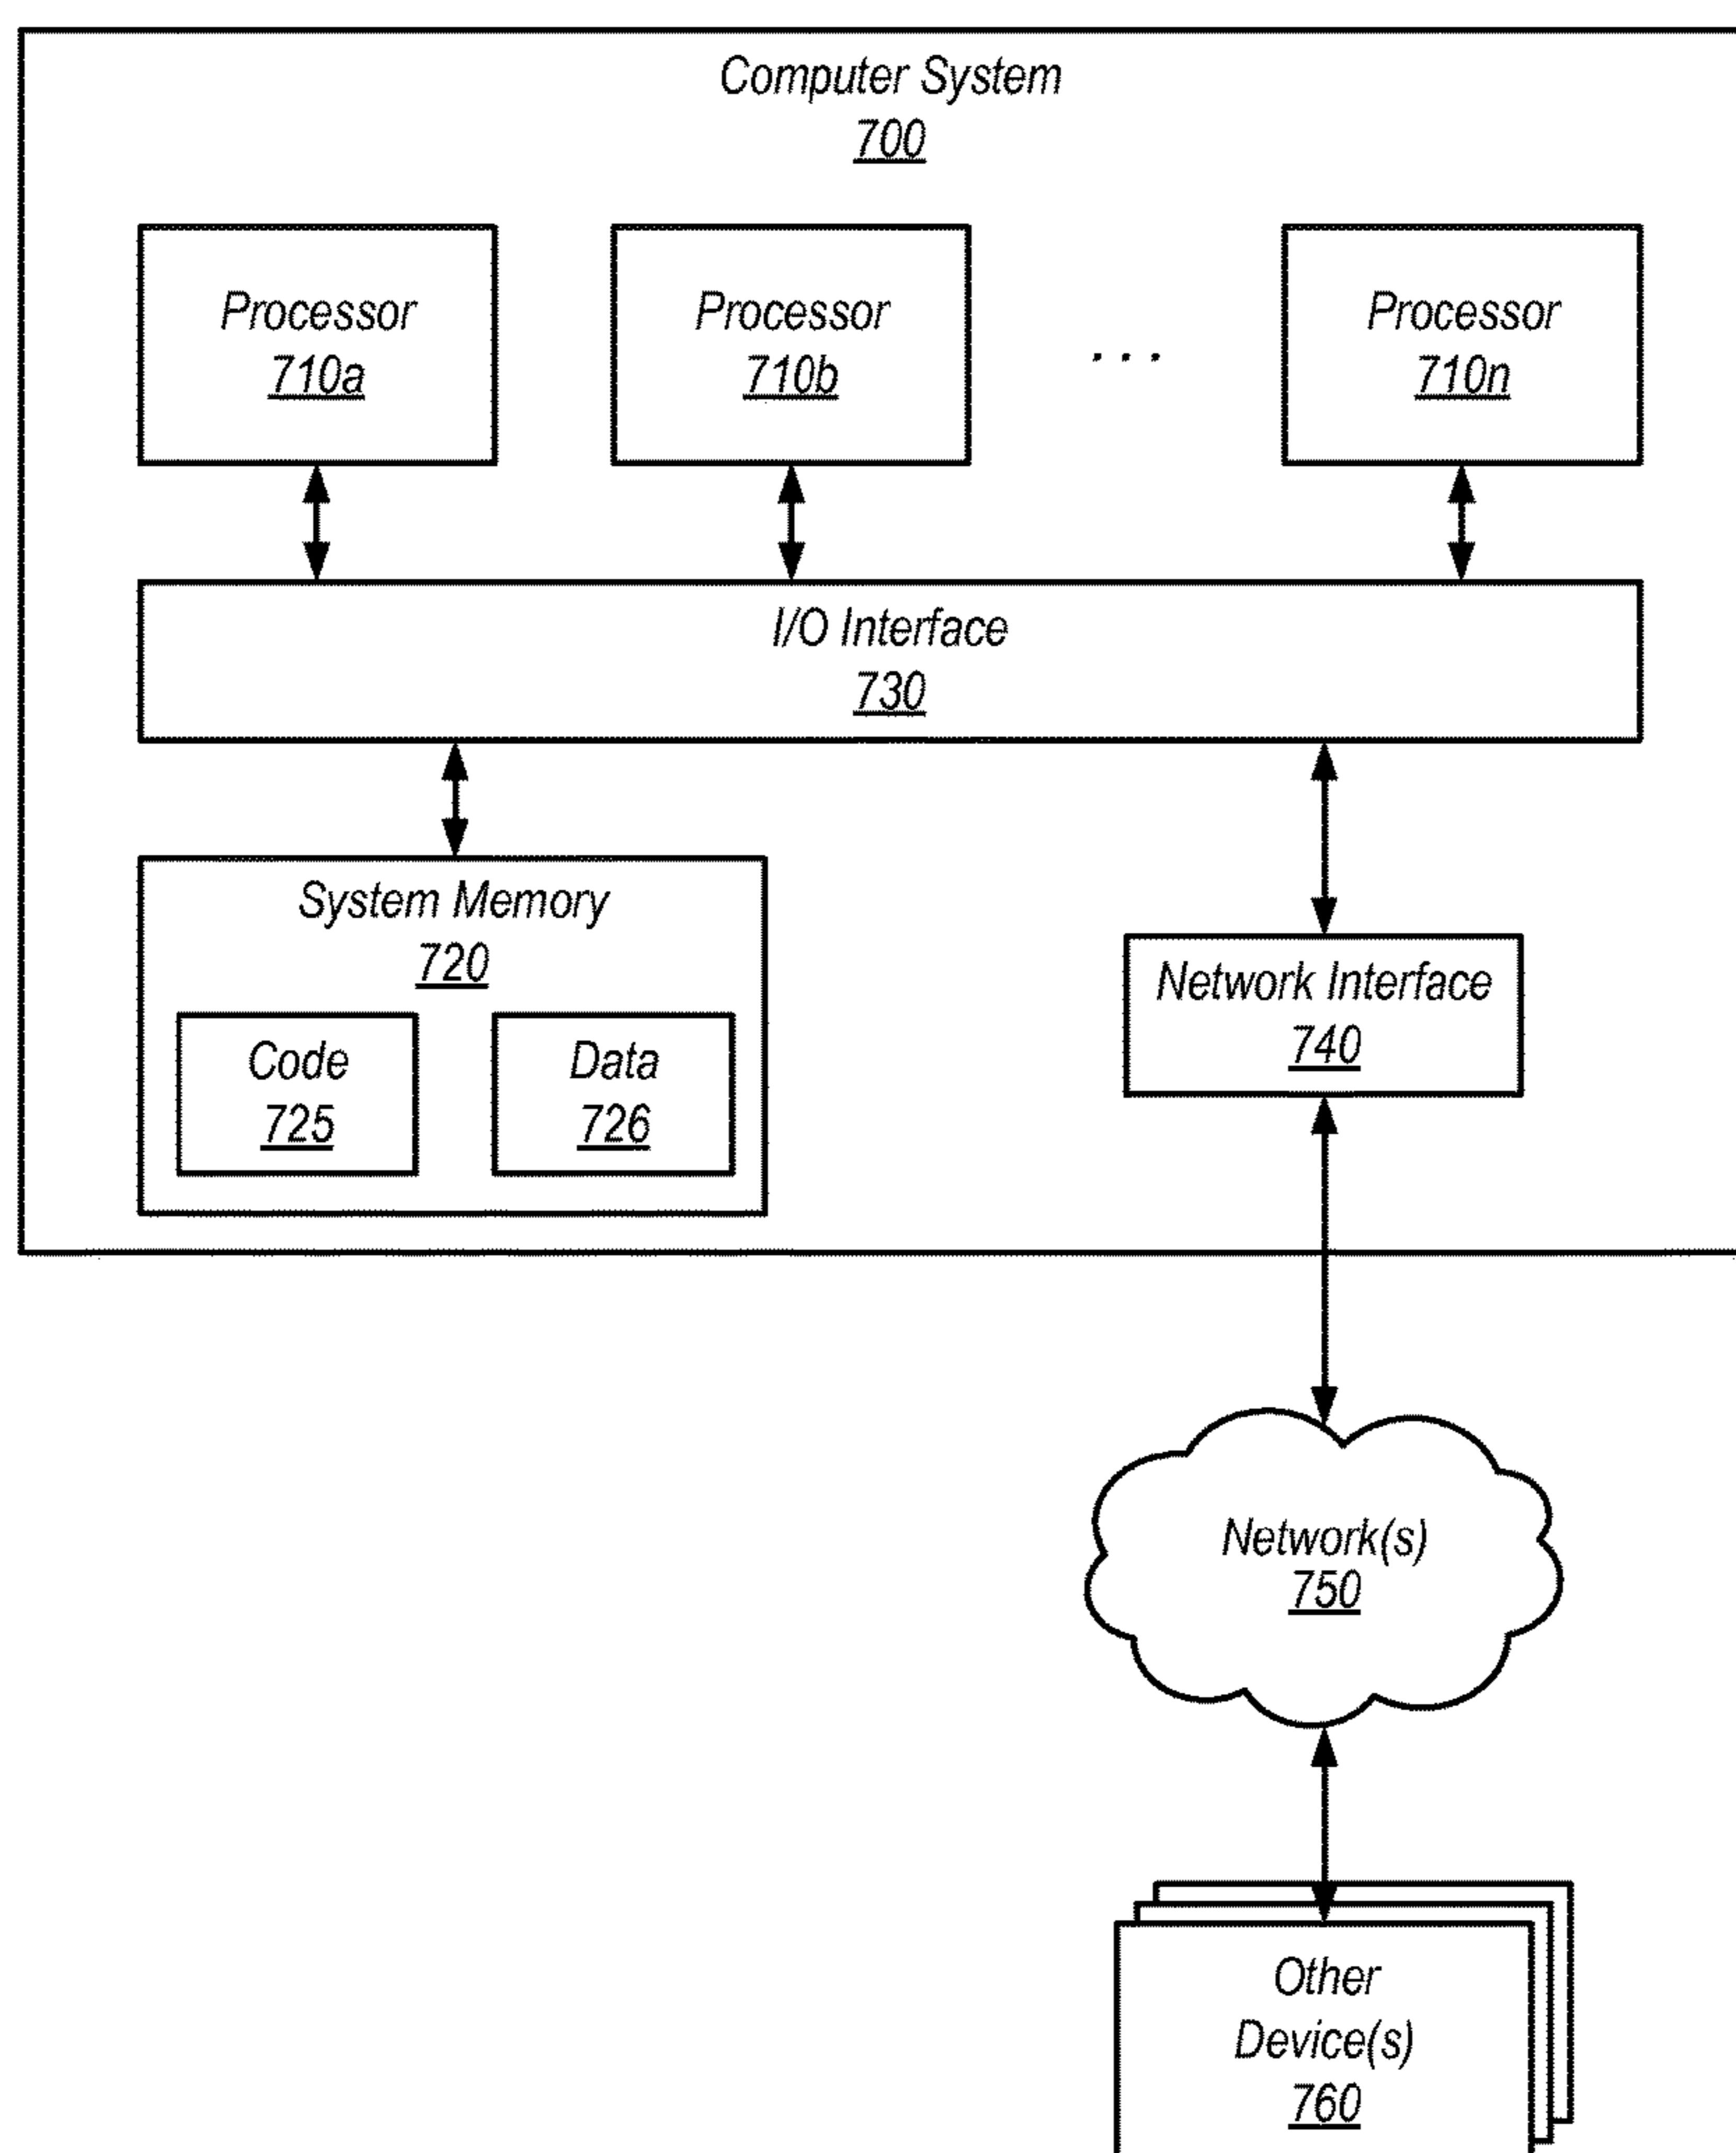 Computer System
700
Processor
710a
Processor
710b
. . .
Processor
710n
I/O Interface
730
System Memory
720
Code
725
Data
726
Network Interface
740
Network(s)
750
Other
Device(s)
760